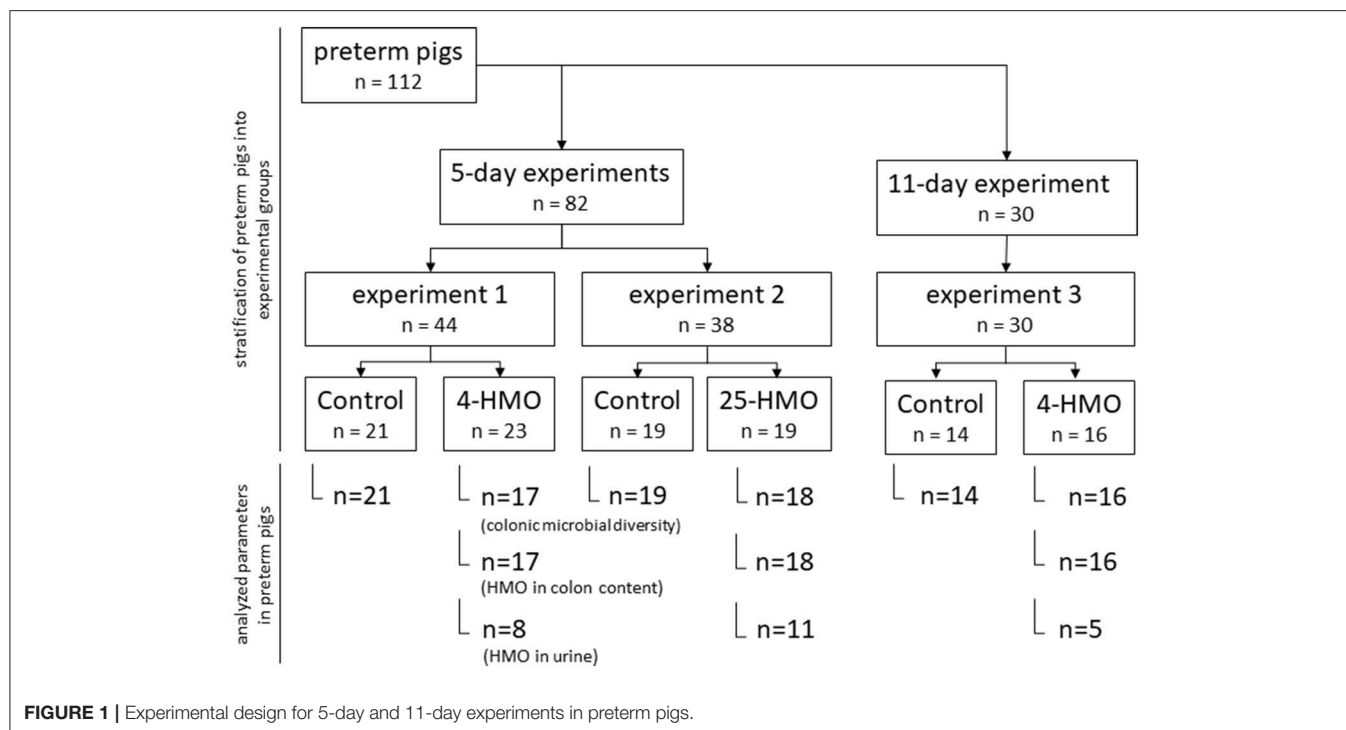 preterm pigs
n = 112
stratification of preterm pigs into
experimental groups
5-day experiments
n = 82
11-day experiment
n = 30
experiment 1
n = 44
experiment 2
n = 38
experiment 3
n = 30
Control
n = 21
4-HMO
n = 23
Control
n = 19
25-HMO
n = 19
Control
n = 14
4-HMO
n = 16
analyzed parameters
in preterm pigs
n=21
n=17
(colonic microbial diversity)
n=19
n=18
n=14
n=16
n=17
(HMO in colon content)
n=18
n=16
n=8
(HMO in urine)
n=11
n=5
FIGURE 1 | Experimental design for 5-day and 11-day experiments in preterm pigs.